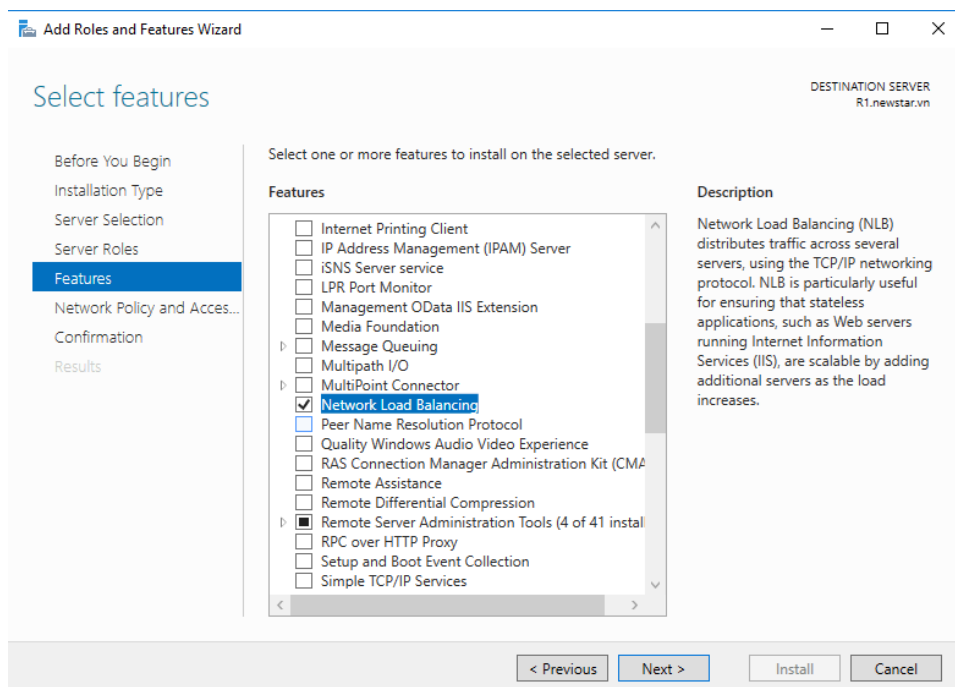 Add Roles and Features Wizard
Select features
DESTINATION SERVER
R1.newstar.vn
Before You Begin
Installation Type
Server Selection
Server Roles
Features
Network Policy and Acces...
Confirmation
Results
Select one or more features to install on the selected server.
Features
Internet Printing Client
IP Address Management (IPAM) Server
iSNS Server service
LPR Port Monitor
Management OData IIS Extension
Media Foundation
Message Queuing
Multipath I/O
MultiPoint Connector
Network Load Balancing
Peer Name Resolution Protocol
Quality Windows Audio Video Experience
RAS Connection Manager Administration Kit (CMA
Remote Assistance
Remote Differential Compression
Remote Server Administration Tools (4 of 41 instal
RPC over HTTP Proxy
Setup and Boot Event Collection
Simple TCP/IP Services
Description
Network Load Balancing (NLB)
distributes traffic across several
servers, using the TCP/IP networking
protocol. NLB is particularly useful
for ensuring that stateless
applications, such as Web servers
running Internet Information
Services (IIS), are scalable by adding
additional servers as the load
increases.
< Previous
Next >
Install
Cancel